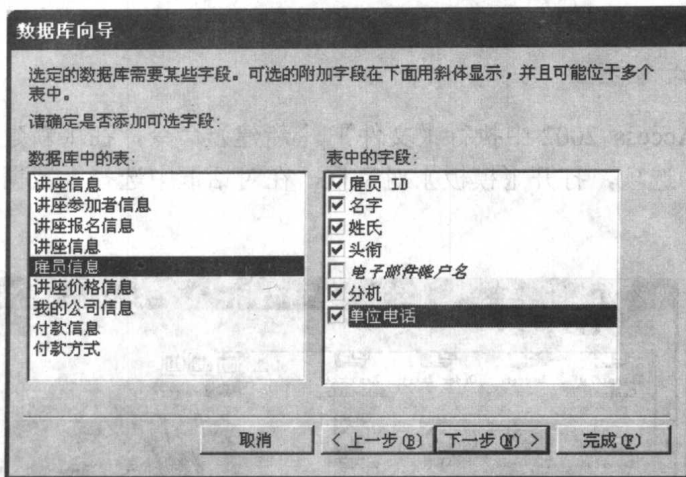 数据库向导
选定的数据库需要某些字段。可选的附加字段在下面用斜体显示，并且可能位于多个
表中。
请确定是否添加可选字段:
数据库中的表:
讲座信息
讲座参加者信息
讲座报名信息
讲座信息
雇员信息
讲座价格信息
我的公司信息
付款信息
付款方式
表中的字段:
雇员 ID
名字
姓氏
头衔
电子邮件帐户名
分机
单位电话
取消
< 上一步(B)
下一步(N) >
完成(F)